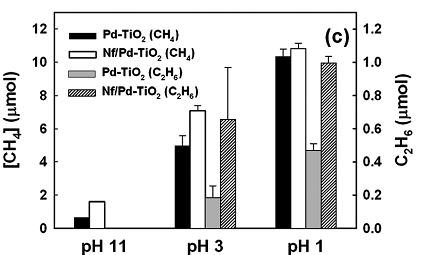 12
10
8
6
4
2
0
[CH₄] (μmol)
Pd-TiO₂ (CH₄)
Nf/Pd-TiO₂ (CH₄)
Pd-TiO₂ (C₂H₆)
Nf/Pd-TiO₂ (C₂H₆)
(c)
1.2
1.0
0.8
0.6
0.4
0.2
0.0
C₂H₆ (μmol)
pH 11
pH 3
pH 1